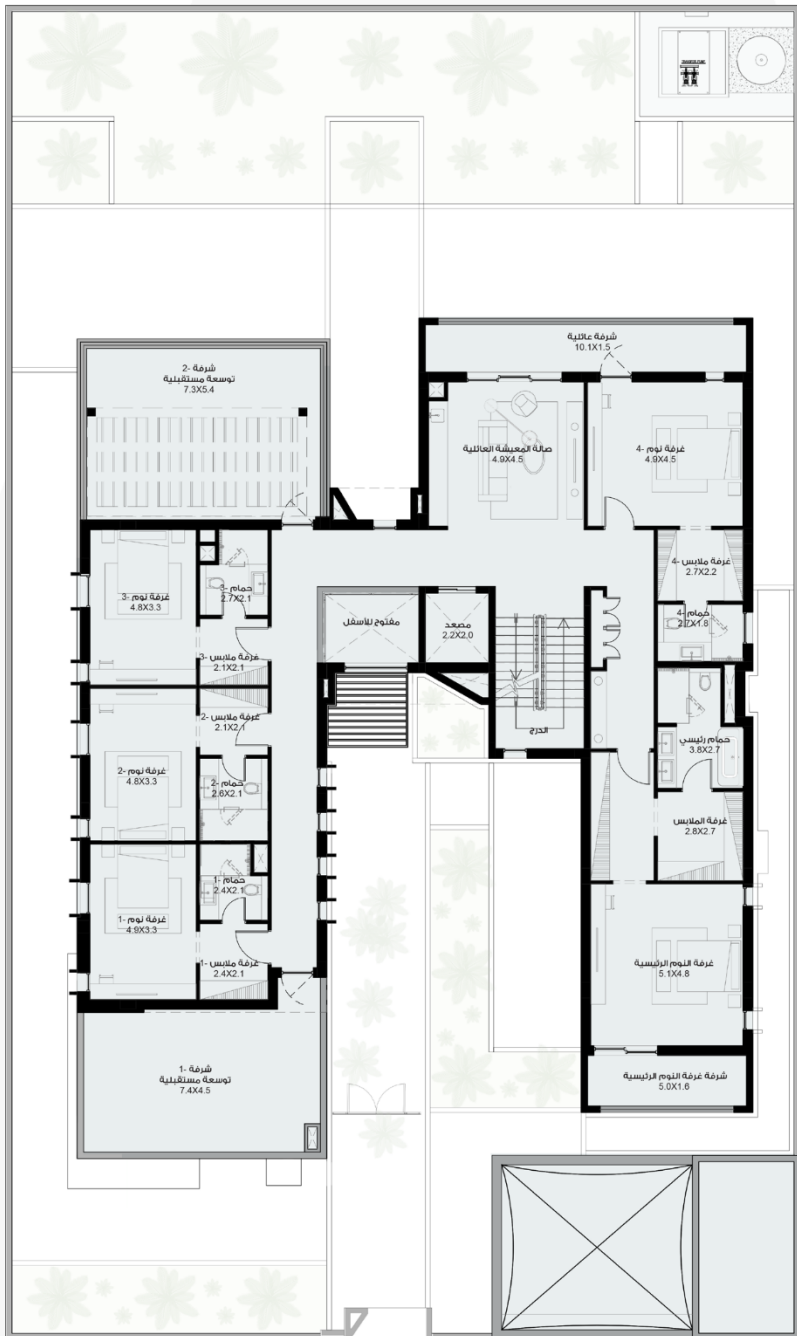 شرفة عائلية
10.1X1.5
شرفة -2
توسعة مستقبلية
7.3X5.4
صالة المعيشة العائلية
4.9X4.5
غرفة نوم -4
4.9X4.5
غرفة ملابس -4
2.7X2.2
غرفة نوم -3
4.8X3.3
حمام -3
2.7X2.1
مفتوح للأسفل
مصعد
2.2X2.0
حمام -4
2.7X1.8
غرفة ملابس -3
2.1X2.1
غرفة ملابس -2
2.1X2.1
الدرج
حمام رئيسي
3.8X2.7
غرفة نوم -2
4.8X3.3
حمام -2
2.6X2.1
غرفة الملابس
2.8X2.7
غرفة نوم -1
4.9X3.3
حمام -1
2.4X2.1
غرفة ملابس -1
2.4X2.1
غرفة النوم الرئيسية
5.1X4.8
شرفة -1
توسعة مستقبلية
7.4X4.5
شرفة غرفة النوم الرئيسية
5.0X1.6